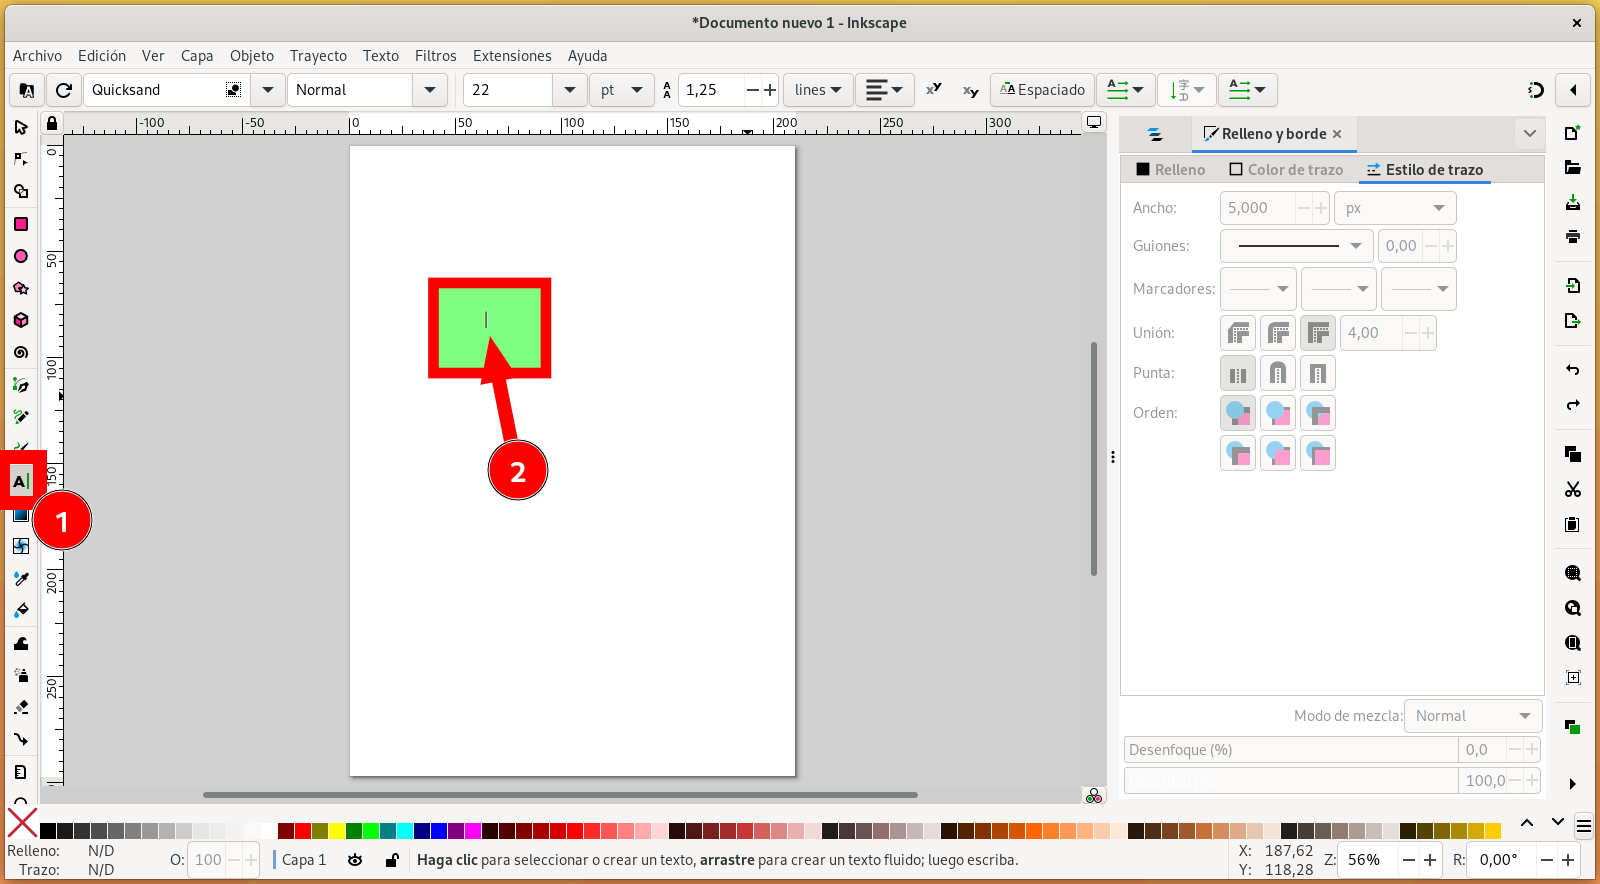 *Documento nuevo 1 - Inkscape
Archivo Edición Ver Capa Objeto Trayecto Texto Filtros Extensiones Ayuda
Quicksand Normal 22 pt 1,25 lines Espaciado
-100 -50 0 50 100 150 200 250 300
0
50
100
150
200
250
A
1
2
Relleno y borde
Relleno Color de trazo Estilo de trazo
Ancho: 5,000 px
Guiones: 0,00
Marcadores:
Unión: 4,00
Punta:
Orden:
Modo de mezcla: Normal
Desenfoque (%) 0,0
Opacidad (%) 100,0
Relleno: N/D
Trazo: N/D
O: 100
Capa 1
Haga clic para seleccionar o crear un texto, arrastre para crear un texto fluido; luego escriba.
X: 187,62
Y: 118,28
Z: 56%
R: 0,00°